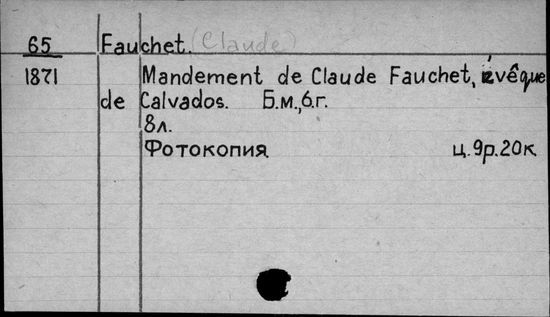 65 Fauchet. (Claude)
1871 Mandement de Claude Fauchet, évêque
de Calvados. Б.м., б.г.
8л.
Фотокопия ц. 9р. 20к